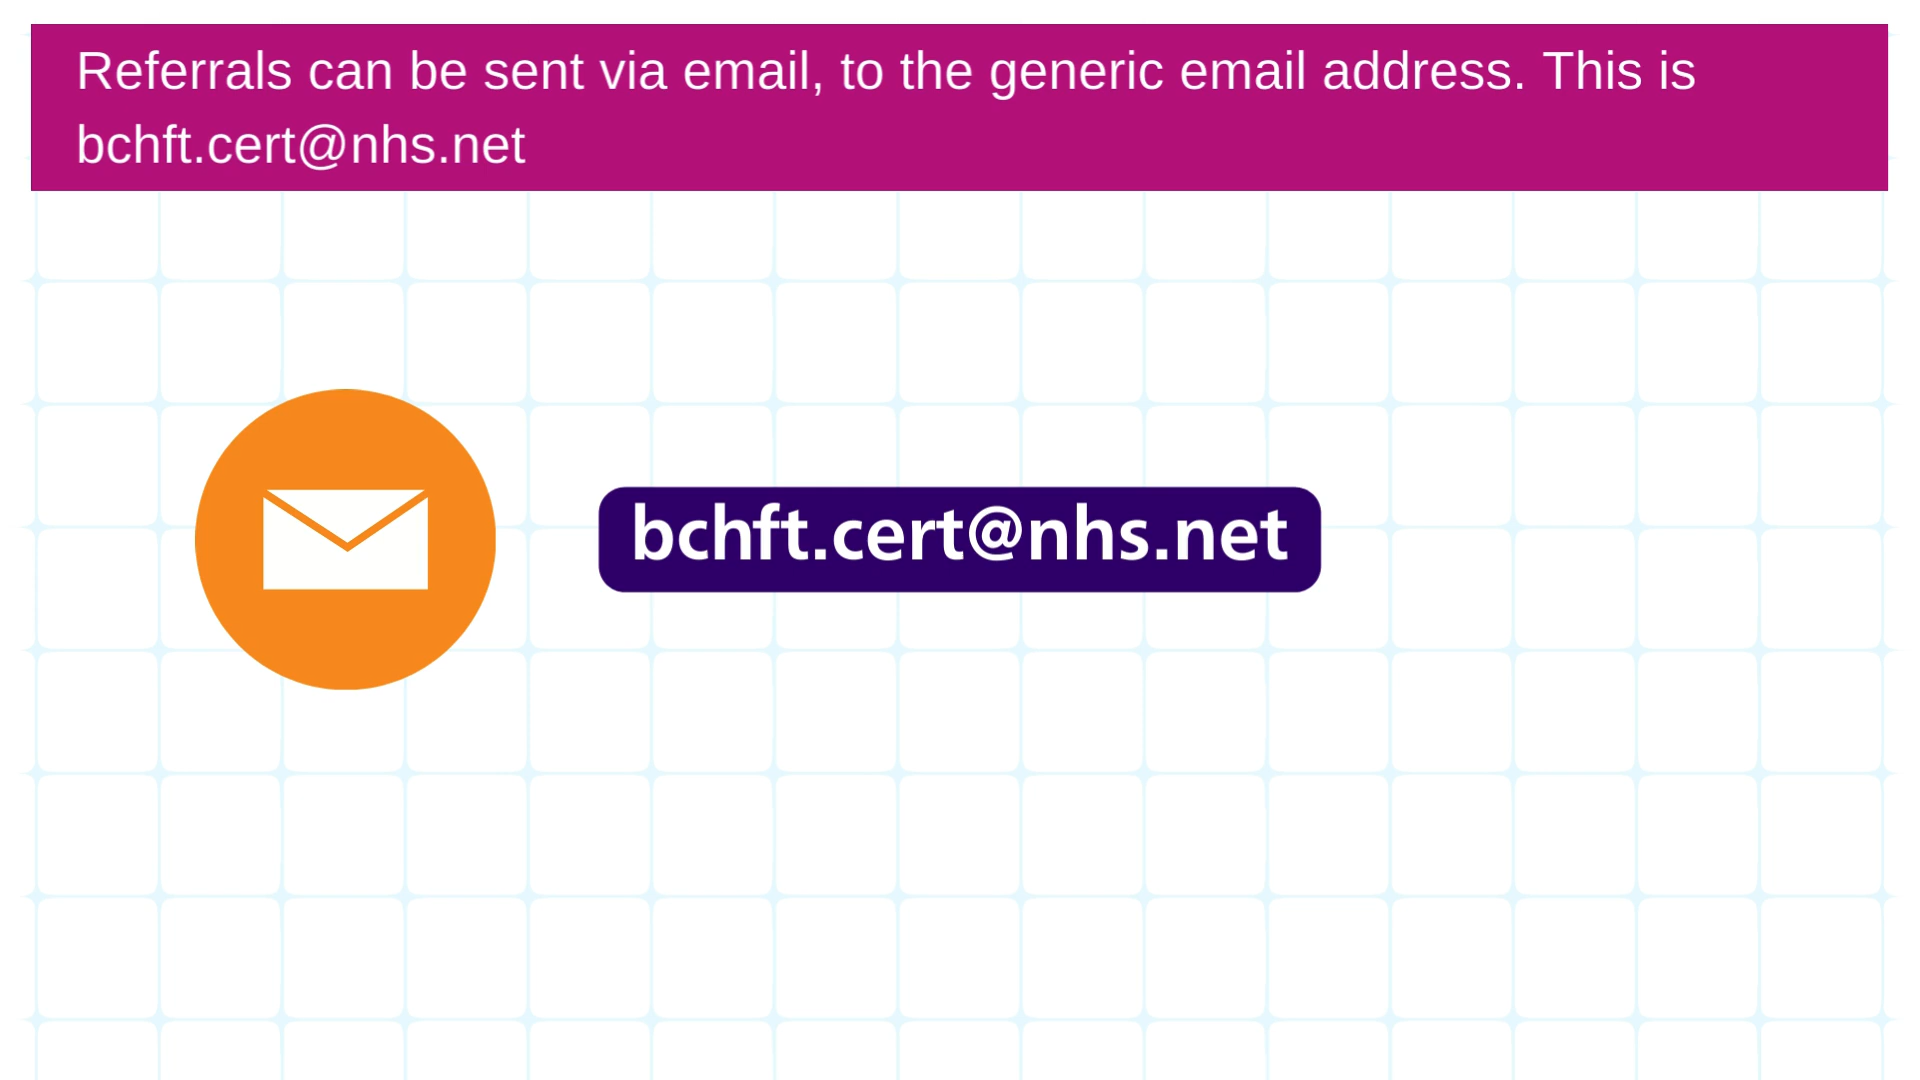 Referrals can be sent via email, to the generic email address. This is
bchft.cert@nhs.net
bchft.cert@nhs.net